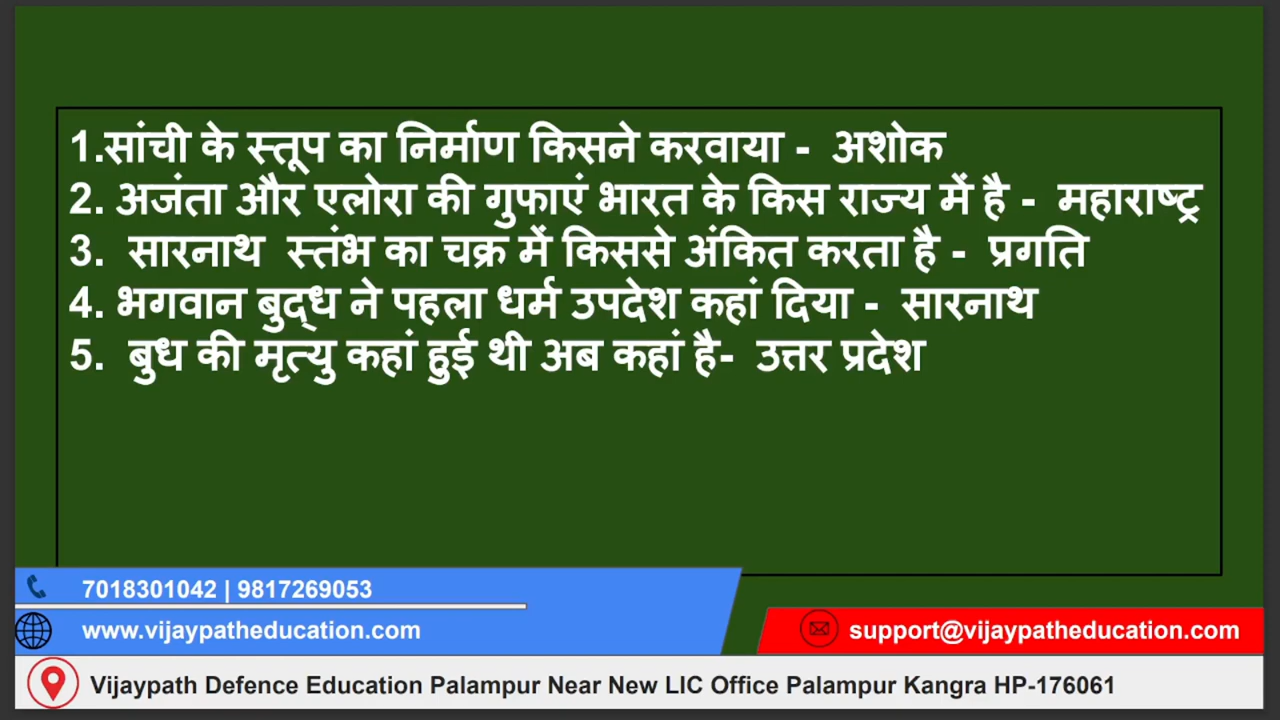 1.सांची के स्तूप का निर्माण किसने करवाया - अशोक
2. अजंता और एलोरा की गुफाएं भारत के किस राज्य में है - महाराष्ट्र
3. सारनाथ स्तंभ का चक्र में किससे अंकित करता है - प्रगति
4. भगवान बुद्ध ने पहला धर्म उपदेश कहां दिया - सारनाथ
5. बुध की मृत्यु कहां हुई थी अब कहां है- उत्तर प्रदेश
7018301042 | 9817269053
www.vijaypatheducation.com
support@vijaypatheducation.com
Vijaypath Defence Education Palampur Near New LIC Office Palampur Kangra HP-176061